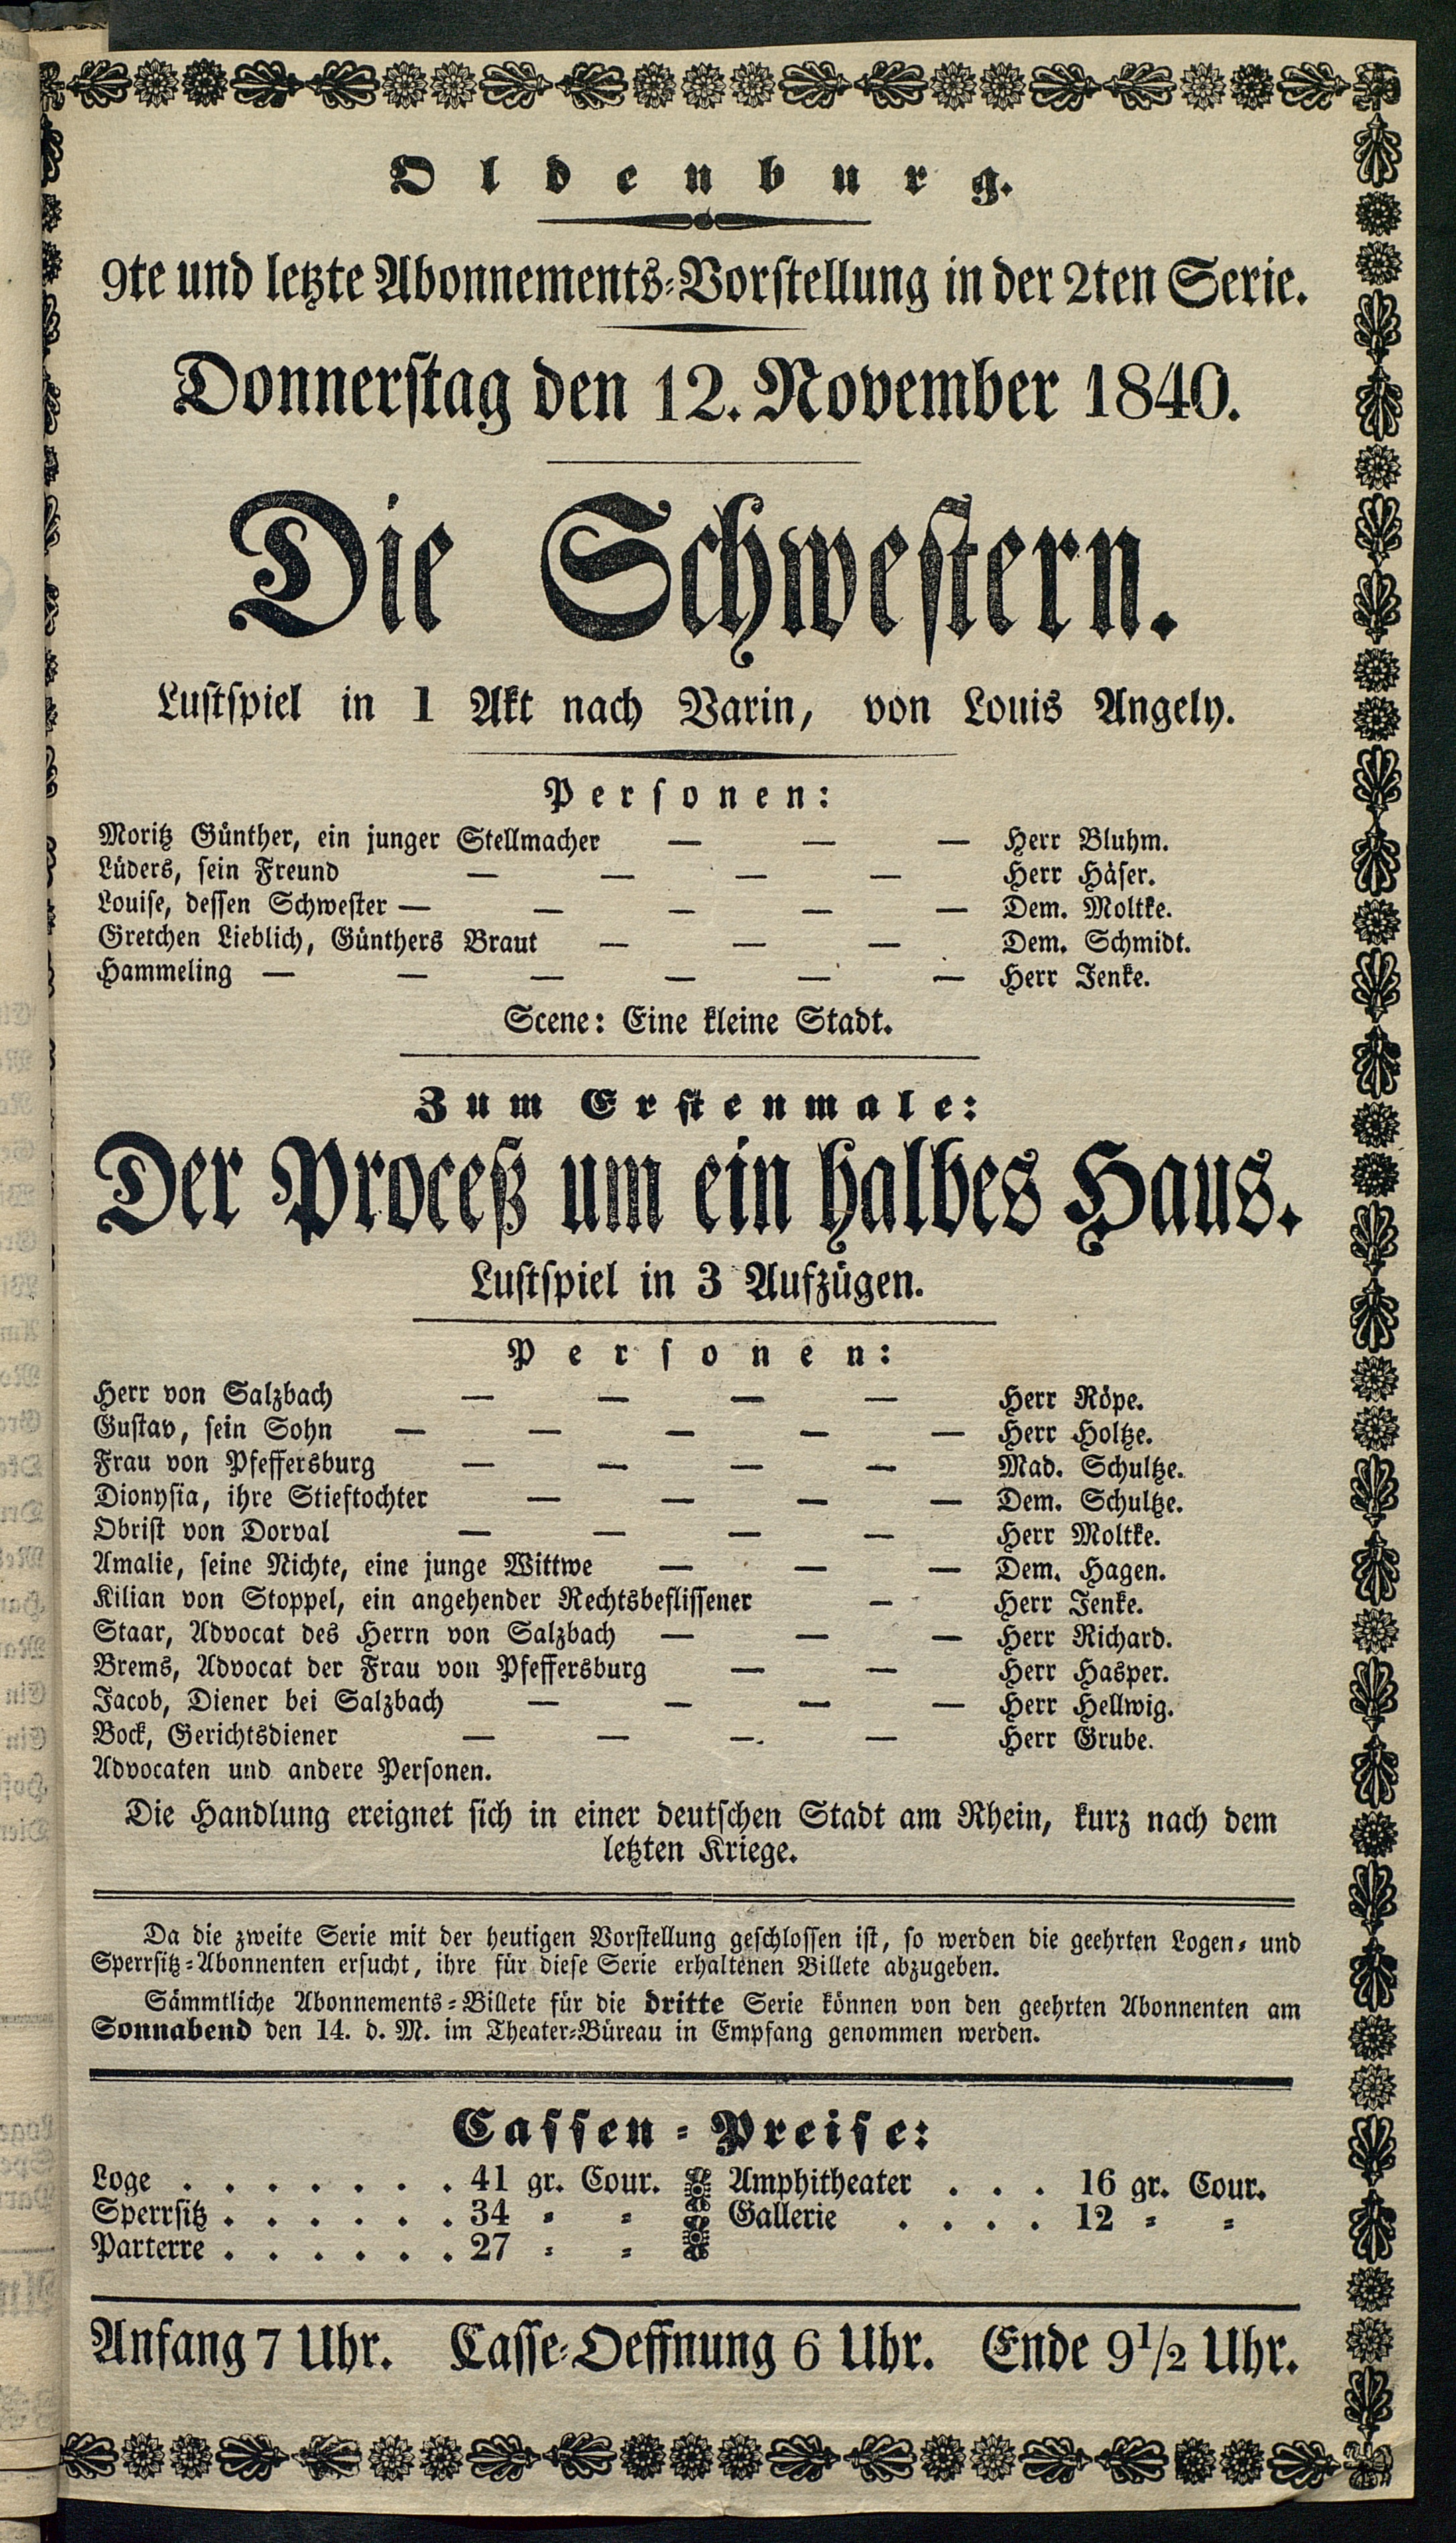 Oldenburg.
9te und letzte Abonnements-Vorstellung in der 2ten Serie.
Donnerstag den 12. November 1840.
Die Schwestern.
Lustspiel in 1 Akt nach Varin, von Louis Angely.
Personen:
Moritz Günther, ein junger Stellmacher — — — Herr Bluhm.
Lüders, sein Freund — — — — Herr Häser.
Louise, dessen Schwester — — — — — Dem. Moltke.
Gretchen Lieblich, Günthers Braut — — — Dem. Schmidt.
Hammeling — — — — — — Herr Jenke.
Scene: Eine kleine Stadt.
Zum Erstenmale:
Der Proceß um ein halbes Haus.
Lustspiel in 3 Aufzügen.
Personen:
Herr von Salzbach — — — — Herr Röpe.
Gustav, sein Sohn — — — — — Herr Holtze.
Frau von Pfeffersburg — — — — Mad. Schultze.
Dionysia, ihre Stieftochter — — — — Dem. Schultze.
Obrist von Dorval — — — — Herr Moltke.
Amalie, seine Nichte, eine junge Wittwe — — — Dem. Hagen.
Kilian von Stoppel, ein angehender Rechtsbeflissener — Herr Jenke.
Staar, Advocat des Herrn von Salzbach — — — Herr Richard.
Brems, Advocat der Frau von Pfeffersburg — — Herr Hasper.
Jacob, Diener bei Salzbach — — — — Herr Hellwig.
Bock, Gerichtsdiener — — — — Herr Grube.
Advocaten und andere Personen.
Die Handlung ereignet sich in einer deutschen Stadt am Rhein, kurz nach dem
letzten Kriege.
Da die zweite Serie mit der heutigen Vorstellung geschlossen ist, so werden die geehrten Logen- und
Sperrsitz-Abonnenten ersucht, ihre für diese Serie erhaltenen Billete abzugeben.
Sämmtliche Abonnements-Billete für die dritte Serie können von den geehrten Abonnenten am
Sonnabend den 14. d. M. im Theater-Büreau in Empfang genommen werden.
Cassen-Preise:
Loge . . . . . . . 41 gr. Cour. Amphitheater . . . 16 gr. Cour.
Sperrsitz . . . . . . 34 = = Gallerie . . . . 12 = =
Parterre . . . . . . 27 = =
Anfang 7 Uhr. Casse-Oeffnung 6 Uhr. Ende 9 1/2 Uhr.